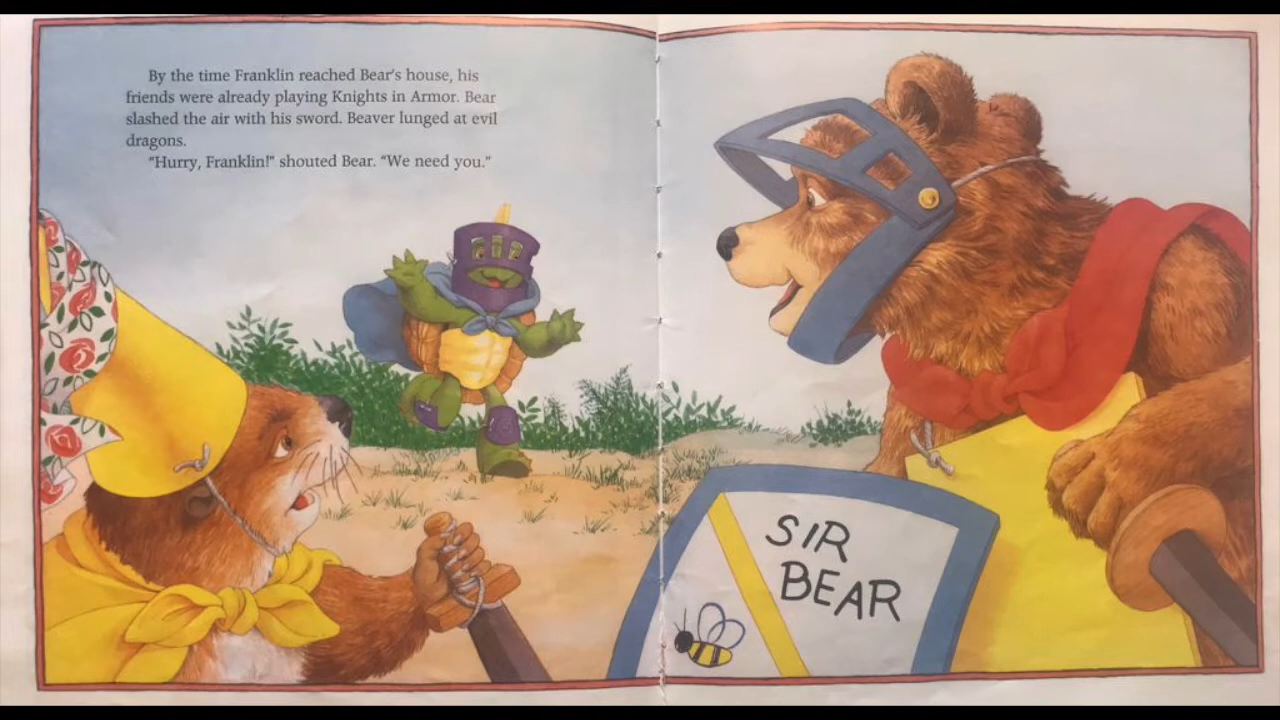 By the time Franklin reached Bear's house, his
friends were already playing Knights in Armor. Bear
slashed the air with his sword. Beaver lunged at evil
dragons.
"Hurry, Franklin!" shouted Bear. "We need you."
SIR
BEAR